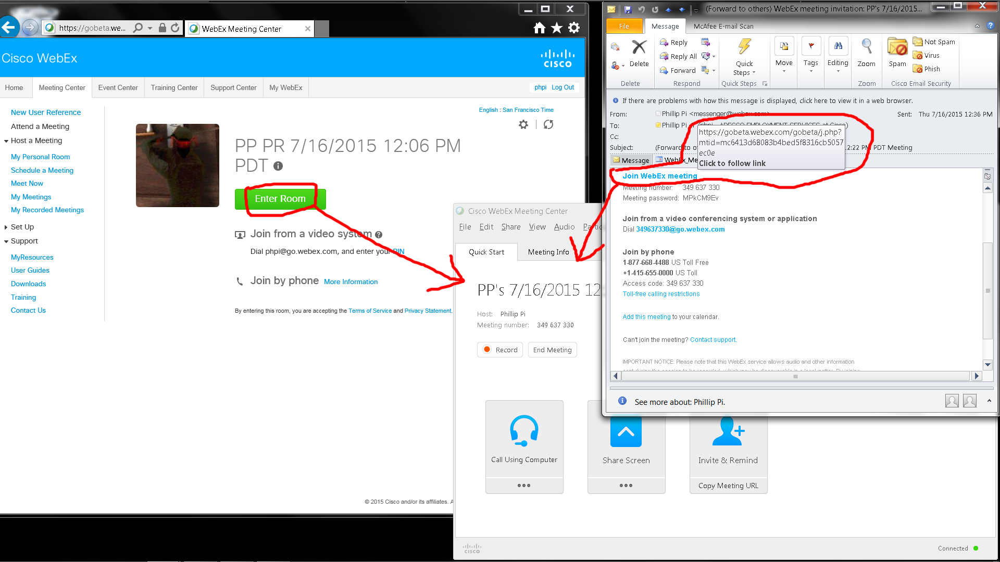 https://gobeta.we...
WebEx Meeting Center
Cisco WebEx
CISCO
Home
Meeting Center
Event Center
Training Center
Support Center
My WebEx
phpi
Log Out
New User Reference
Attend a Meeting
Host a Meeting
My Personal Room
Schedule a Meeting
Meet Now
My Meetings
My Recorded Meetings
Set Up
Support
MyResources
User Guides
Downloads
Training
Contact Us
English : San Francisco Time
PP PR 7/16/2015 12:06 PM
PDT
Enter Room
Join from a video system
Dial phpi@go.webex.com, and enter your PIN
Join by phone More Information
By entering this room, you are accepting the Terms of Service and Privacy Statement.
© 2015 Cisco and/or its affiliates. A
Cisco WebEx Meeting Center
File Edit Share View Audio Partic
Quick Start
Meeting Info
PP's 7/16/2015 12:
Host: Phillip Pi
Meeting number: 349 637 330
Record
End Meeting
Call Using Computer
Share Screen
Invite & Remind
Copy Meeting URL
CISCO
Connected
(Forward to others) WebEx meeting invitation: PP's 7/16/2015...
File
Message
McAfee E-mail Scan
Delete
Reply
Reply All
Forward
Quick
Steps
Move
Tags
Editing
Zoom
Spam
Not Spam
Virus
Phish
Delete
Respond
Quick Steps
Zoom
Cisco Email Security
If there are problems with how this message is displayed, click here to view it in a web browser.
From: Phillip Pi <messenger@webex.com>
Sent: Thu 7/16/2015 12:36 PM
To: Phillip Pi (phpi - ADECCO EMPLOYMENT SERVICES at Cisco)
Cc:
Subject: (Forward to ot 2:22 PM PDT Meeting
Message
WebEx_Me
https://gobeta.webex.com/gobeta/j.php?
mtid=mc6413d68083b4bed5f8316cb5057
ec0e
Click to follow link
Join WebEx meeting
Meeting number: 349 637 330
Meeting password: MPkCM9Ev
Join from a video conferencing system or application
Dial 349637330@go.webex.com
Join by phone
1-877-668-4488 US Toll Free
+1-415-655-0000 US Toll
Access code: 349 637 330
Toll-free calling restrictions
Add this meeting to your calendar.
Can't join the meeting? Contact support.
IMPORTANT NOTICE: Please note that this WebEx service allows audio and other information
See more about: Phillip Pi.